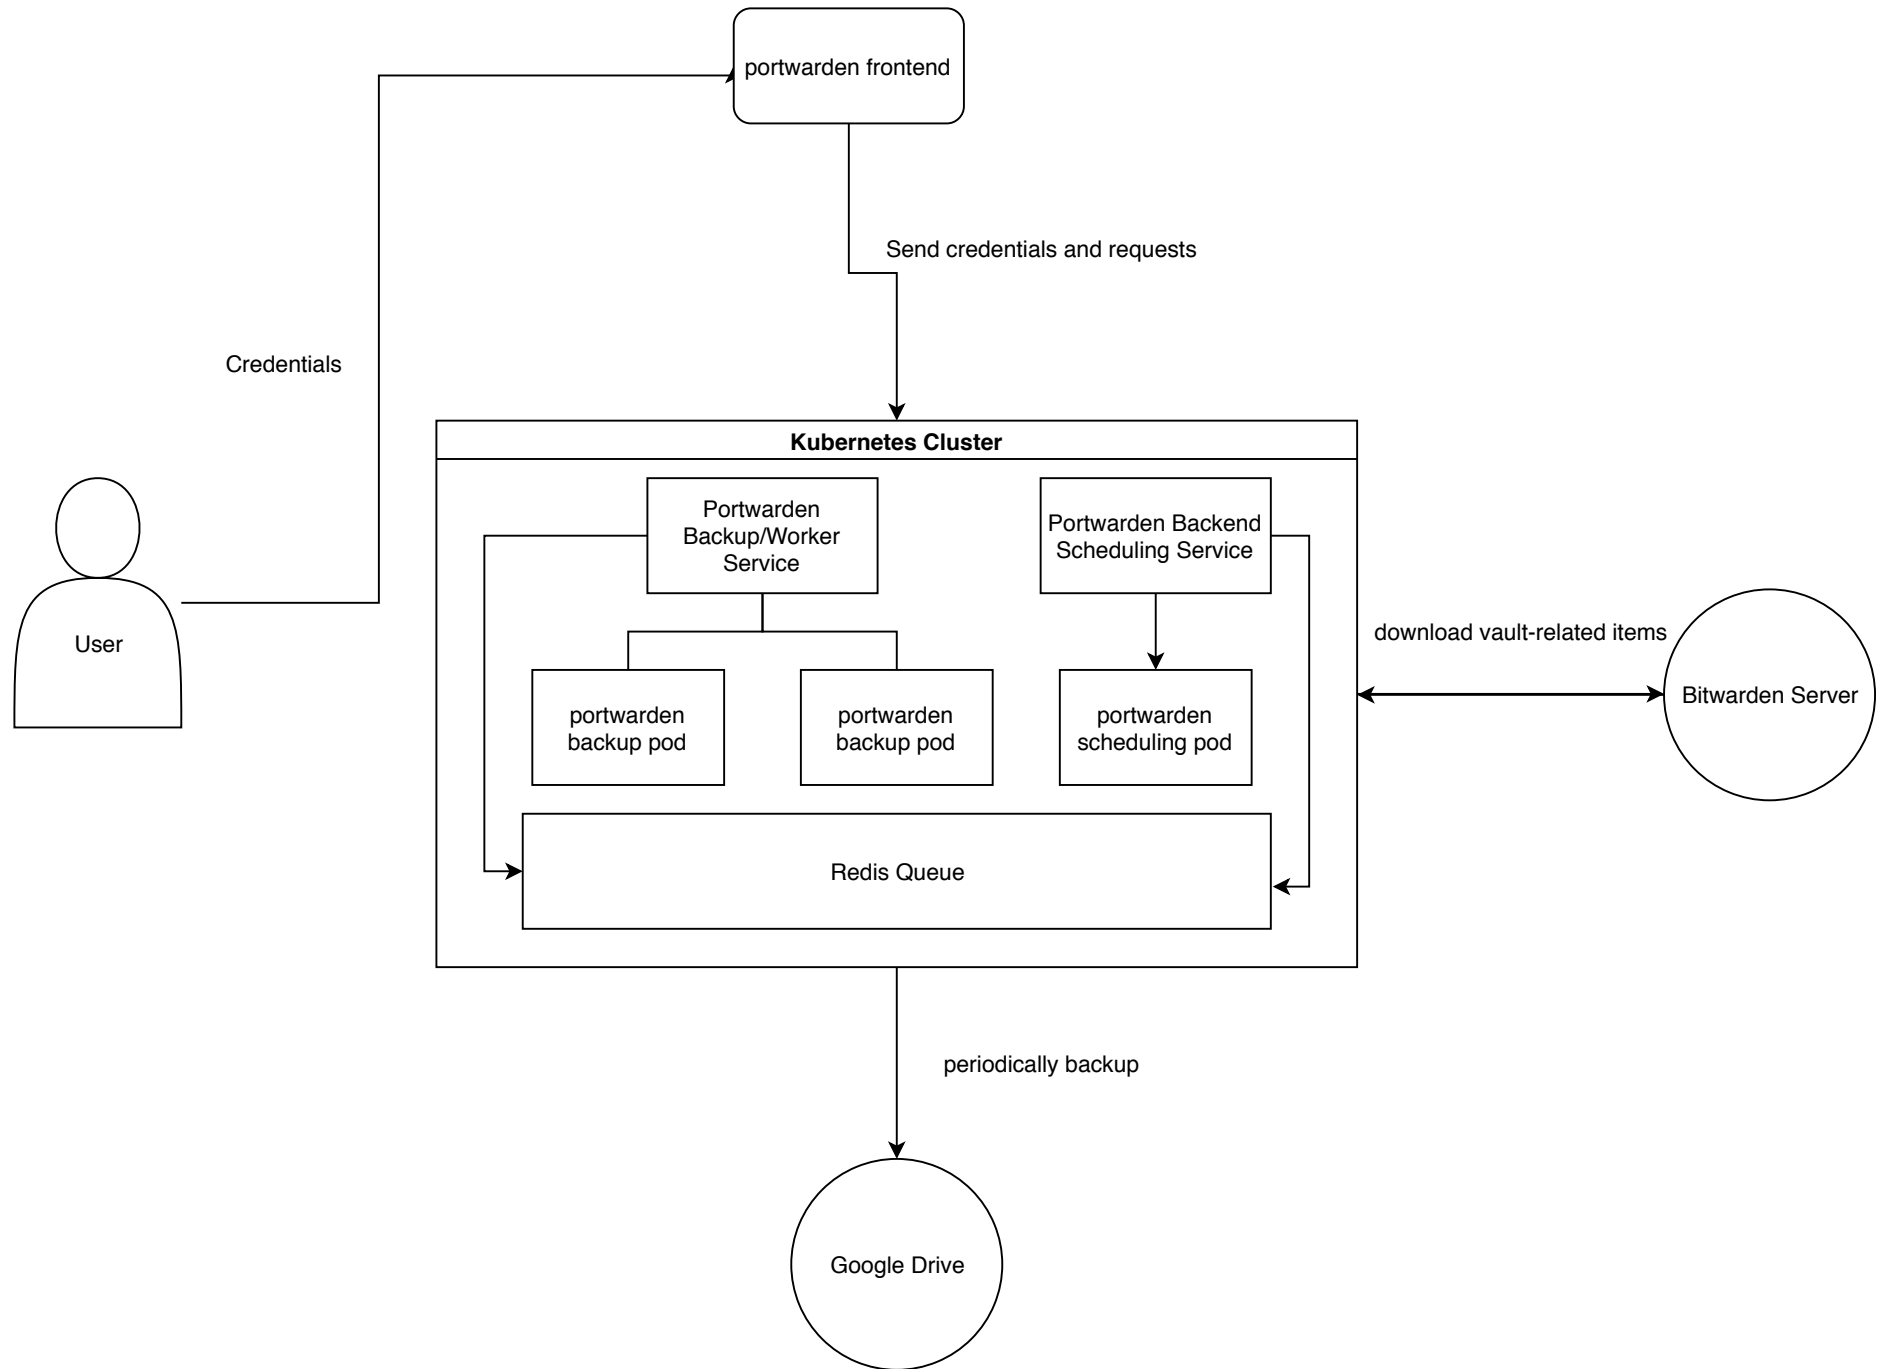 portwarden frontend
Send credentials and requests
Credentials
Kubernetes Cluster
Portwarden
Backup/Worker
Service
Portwarden Backend
Scheduling Service
User
download vault-related items
Bitwarden Server
portwarden
backup pod
portwarden
backup pod
portwarden
scheduling pod
Redis Queue
periodically backup
Google Drive